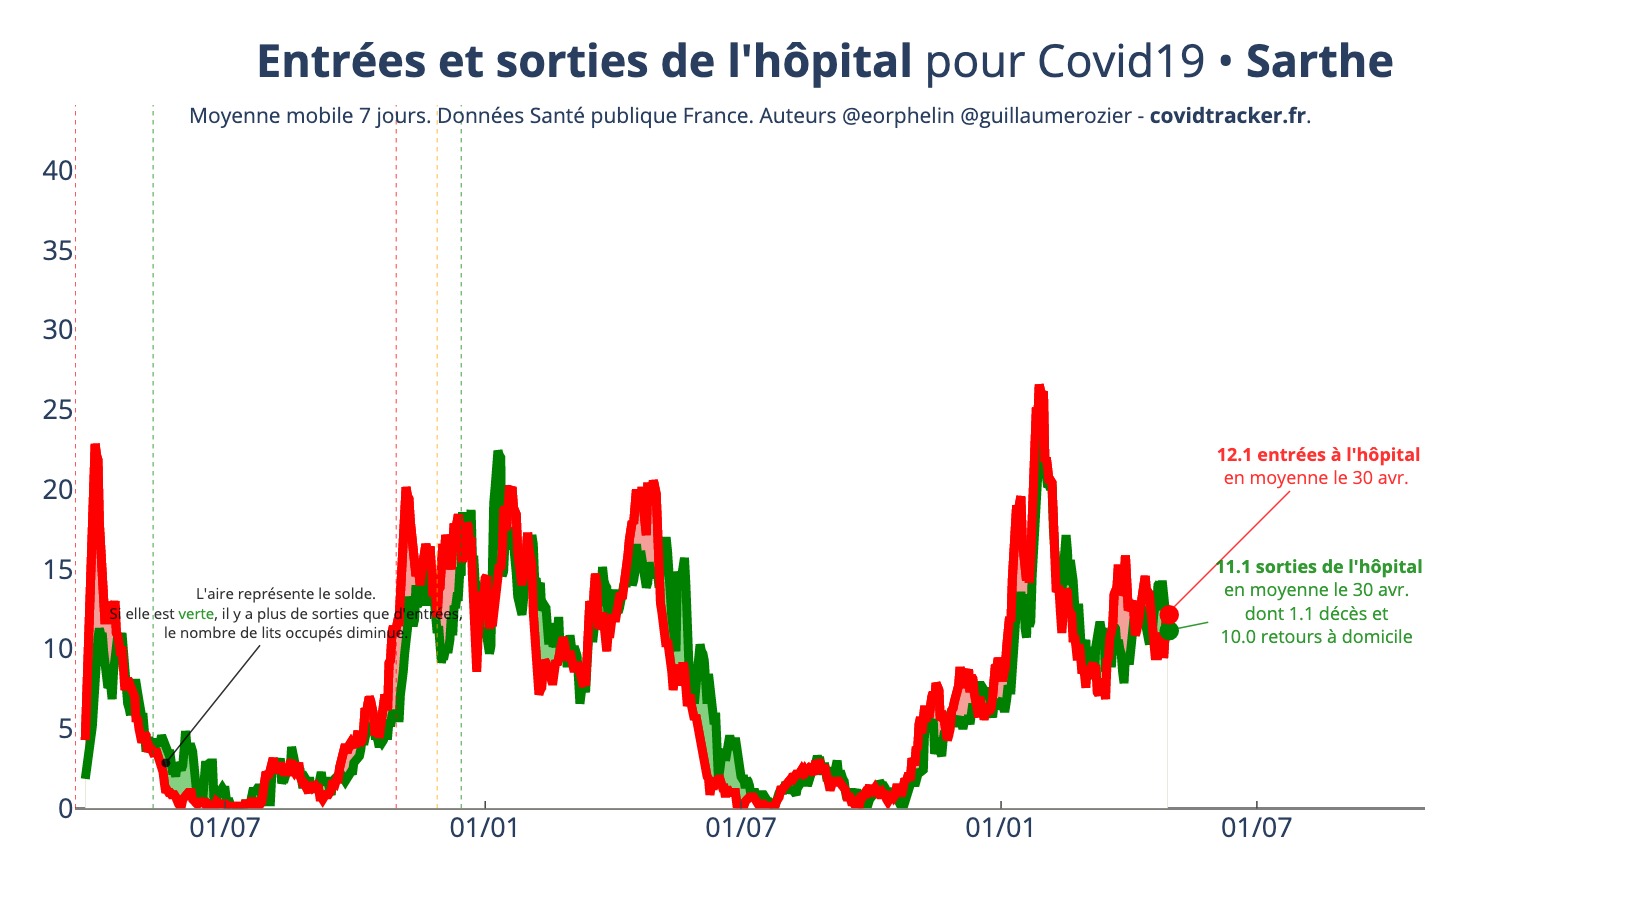 Entrées et sorties de l'hôpital pour Covid19 • Sarthe
Moyenne mobile 7 jours. Données Santé publique France. Auteurs @eorphelin @guillaumerozier - covidtracker.fr.
40
35
30
25
20
15
10
5
0
L'aire représente le solde.
Si elle est verte, il y a plus de sorties que d'entrées,
le nombre de lits occupés diminue.
12.1 entrées à l'hôpital
en moyenne le 30 avr.
11.1 sorties de l'hôpital
en moyenne le 30 avr.
dont 1.1 décès et
10.0 retours à domicile
01/07
01/01
01/07
01/01
01/07